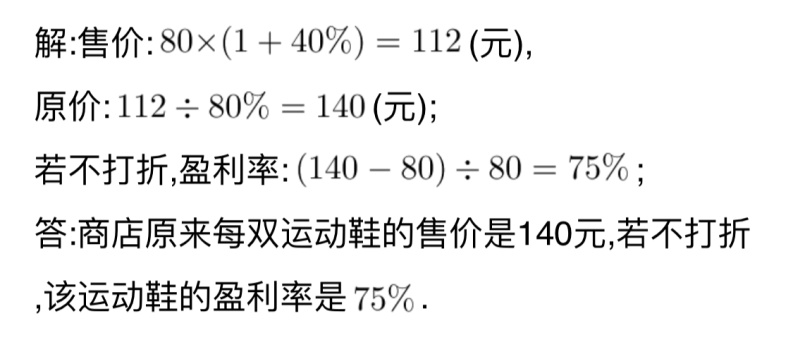 解:售价:80×(1+40%)=112(元),
原价:112÷80%=140(元);
若不打折,盈利率:(140−80)÷80=75%;
答:商店原来每双运动鞋的售价是140元,若不打折
,该运动鞋的盈利率是75%.